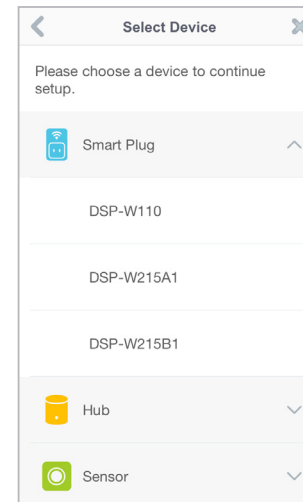 Select Device
Please choose a device to continue
setup.
Smart Plug
DSP-W110
DSP-W215A1
DSP-W215B1
Hub
Sensor